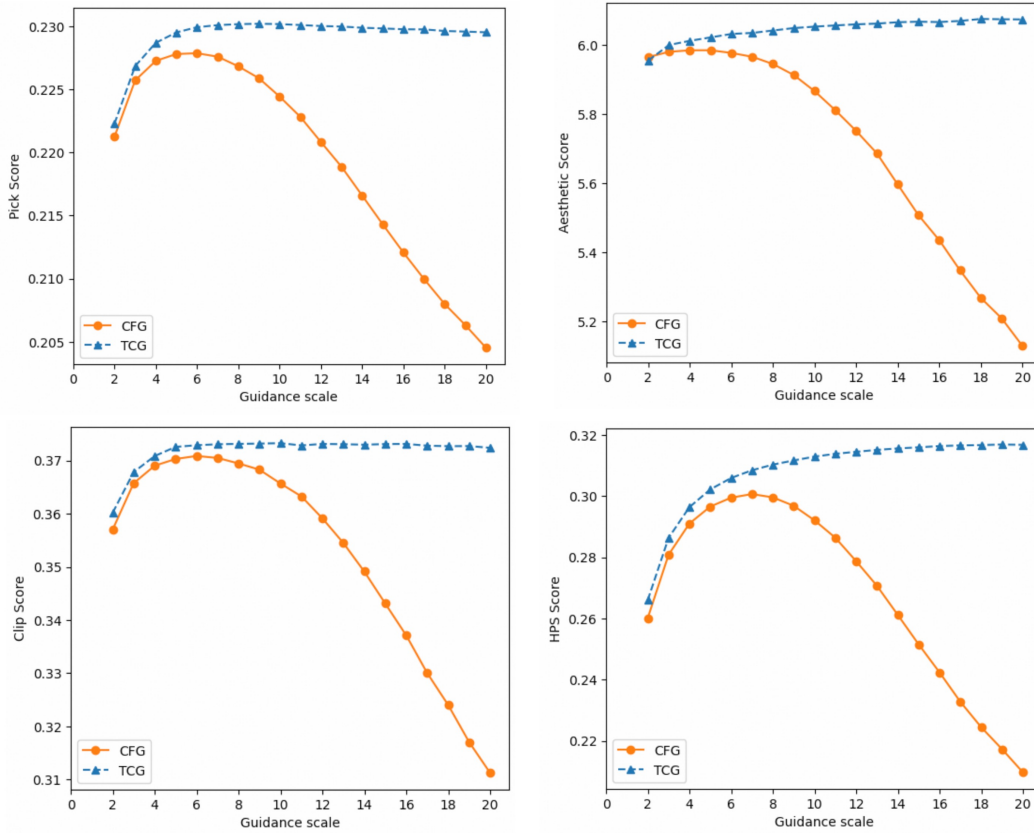 0.230
0.225
0.220
0.215
0.210
0.205
Pick Score
CFG
TCG
0 2 4 6 8 10 12 14 16 18 20
Guidance scale
6.0
5.8
5.6
5.4
5.2
Aesthetic Score
CFG
TCG
0 2 4 6 8 10 12 14 16 18 20
Guidance scale
0.37
0.36
0.35
0.34
0.33
0.32
0.31
Clip Score
CFG
TCG
0 2 4 6 8 10 12 14 16 18 20
Guidance scale
0.32
0.30
0.28
0.26
0.24
0.22
HPS Score
CFG
TCG
0 2 4 6 8 10 12 14 16 18 20
Guidance scale